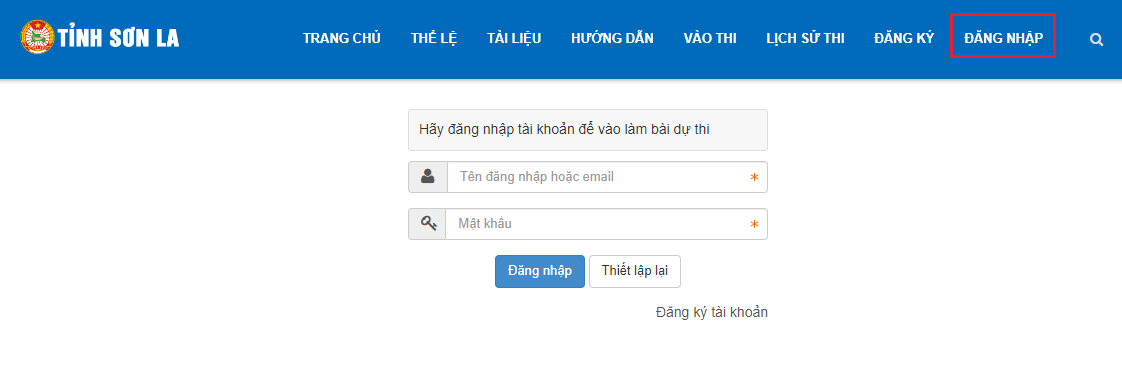 TỈNH SƠN LA
TRANG CHỦ THỂ LỆ TÀI LIỆU HƯỚNG DẪN VÀO THI LỊCH SỬ THI ĐĂNG KÝ ĐĂNG NHẬP
Hãy đăng nhập tài khoản để vào làm bài dự thi
Tên đăng nhập hoặc email *
Mật khẩu *
Đăng nhập Thiết lập lại
Đăng ký tài khoản